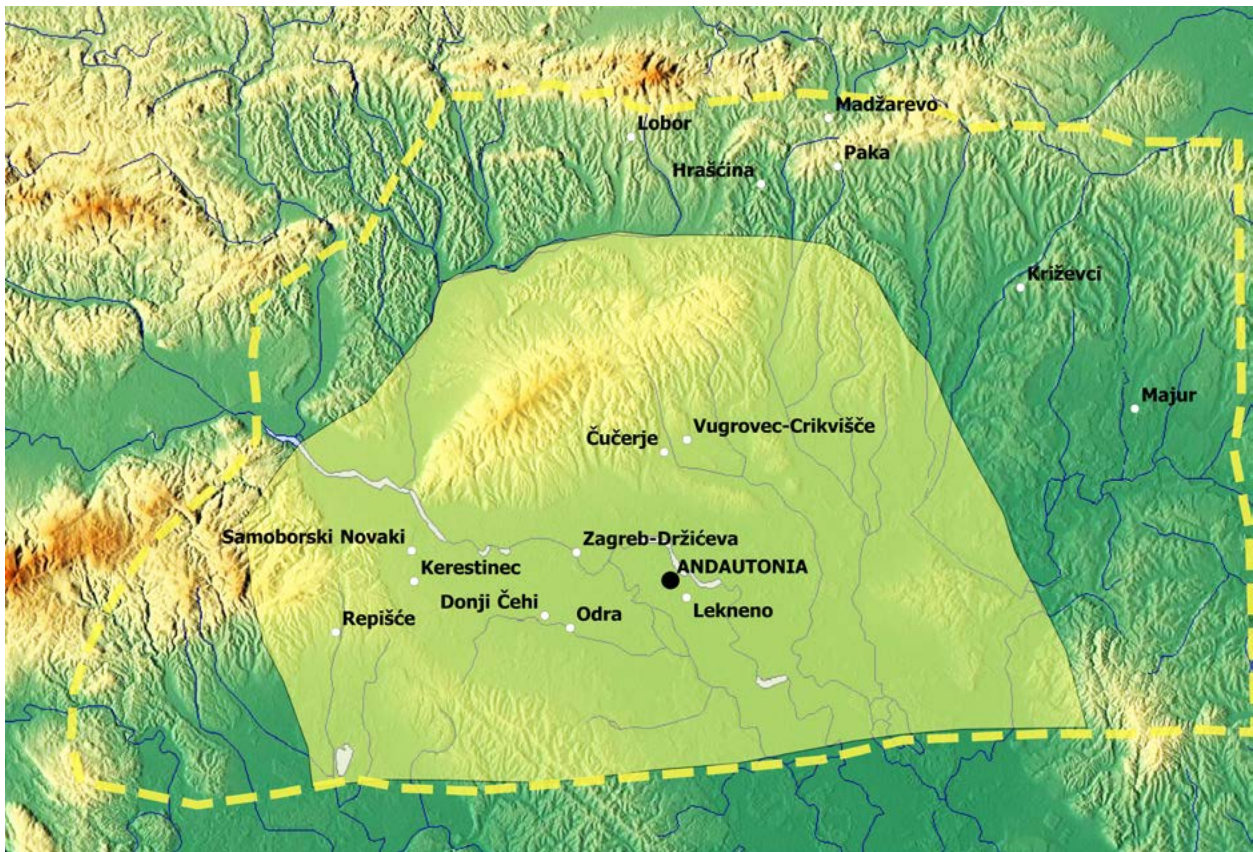 Madžarevo
Lobor
Paka
Hrašćina
Križevci
Majur
Vugrovec-Crikvišče
Čučerje
Samoborski Novaki
Zagreb-Držićeva
Kerestinec
ANDAUTONIA
Donji Čehi
Lekneno
Odra
Repišće